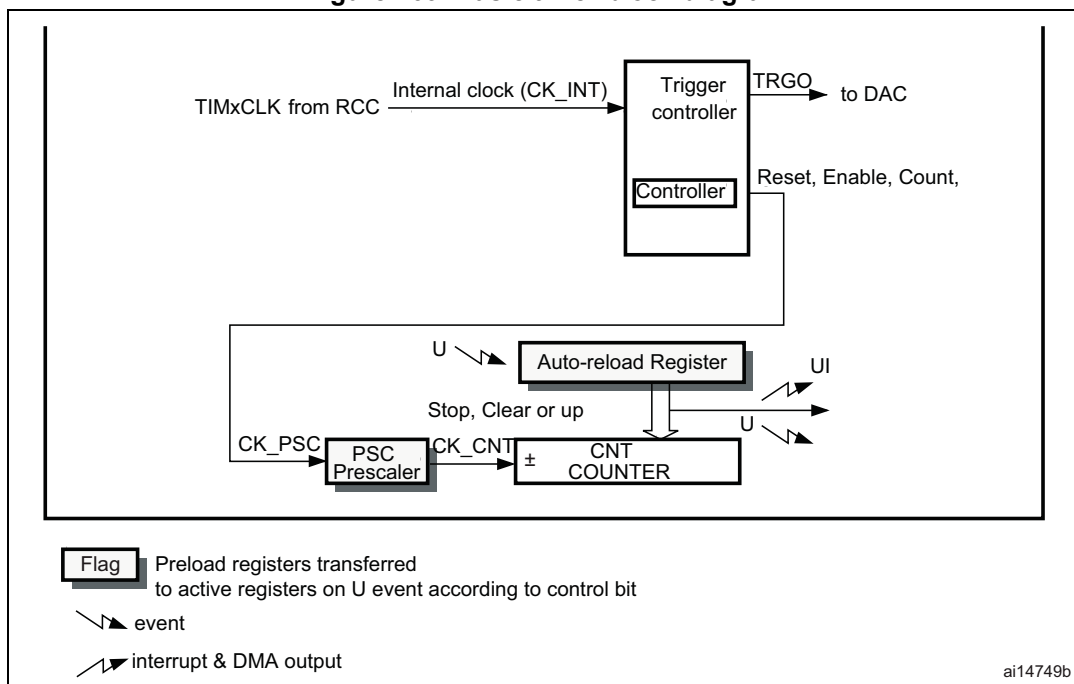 Internal clock (CK_INT)
TIMxCLK from RCC
Trigger
controller
TRGO
to DAC
Controller
Reset, Enable, Count,
U
Auto-reload Register
UI
Stop, Clear or up
U
CK_PSC
PSC
Prescaler
CK_CNT
±
CNT
COUNTER
Flag
Preload registers transferred
to active registers on U event according to control bit
event
interrupt & DMA output
ai14749b